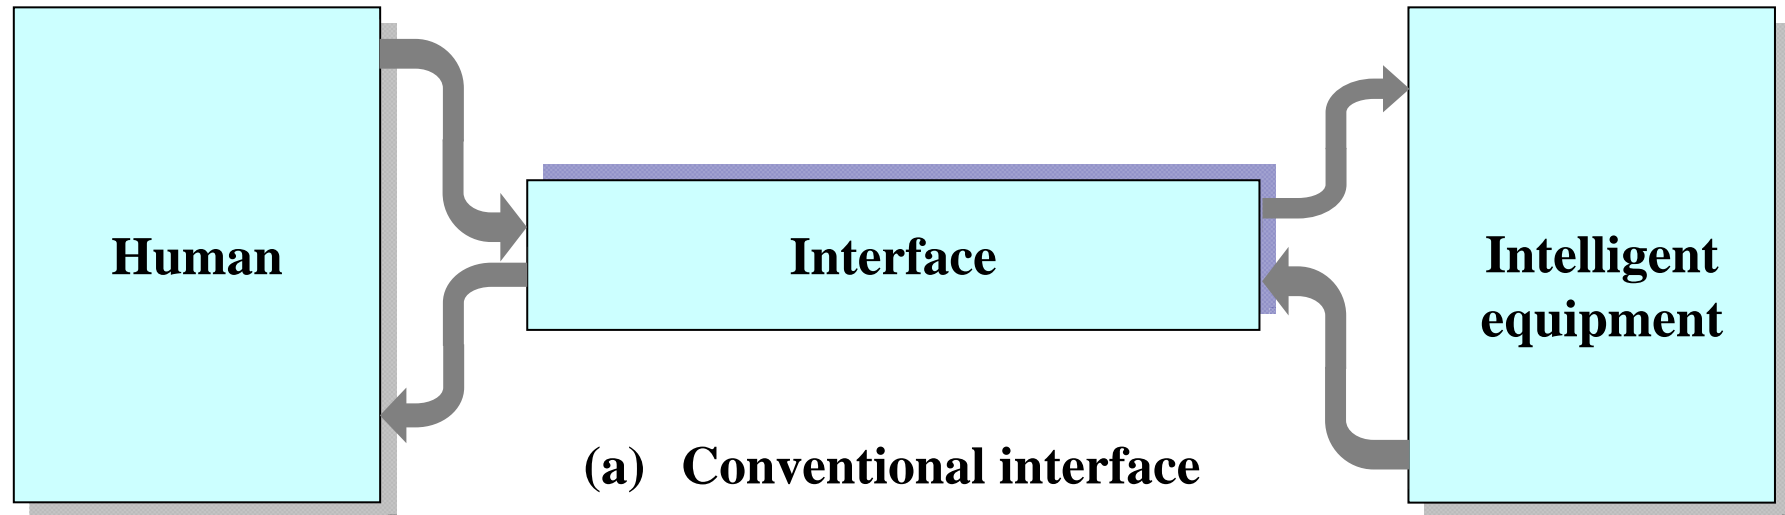 Human
Interface
Intelligent
equipment
(a) Conventional interface